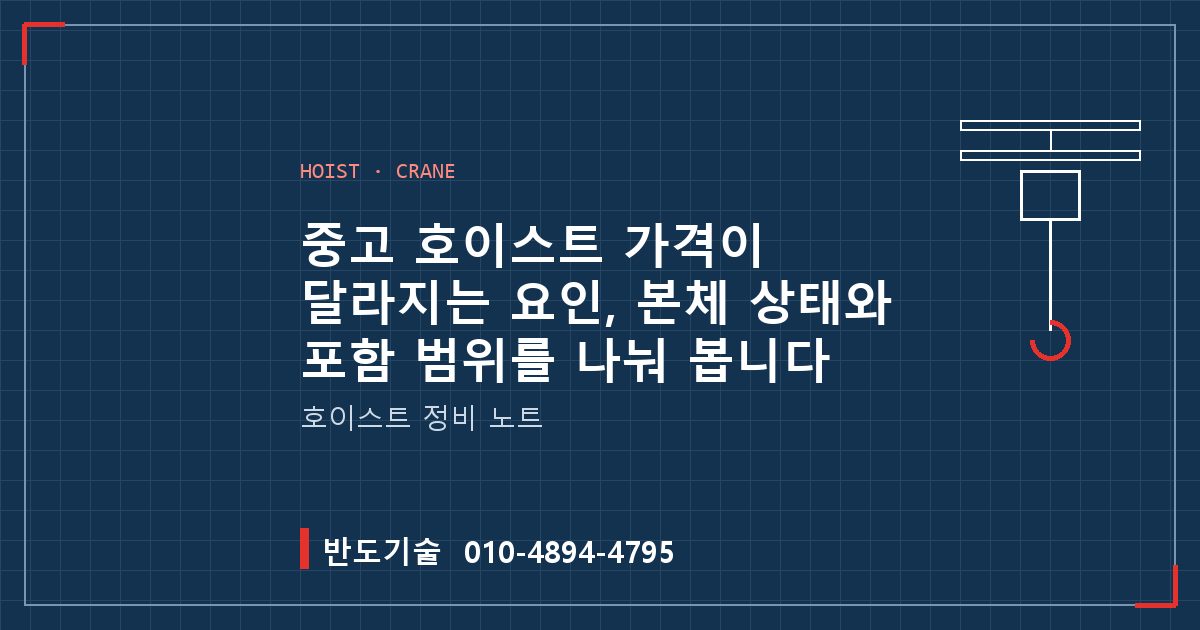 HOIST · CRANE
중고 호이스트 가격이
달라지는 요인, 본체 상태와
포함 범위를 나눠 봅니다
호이스트 정비 노트
반도기술 010-4894-4795